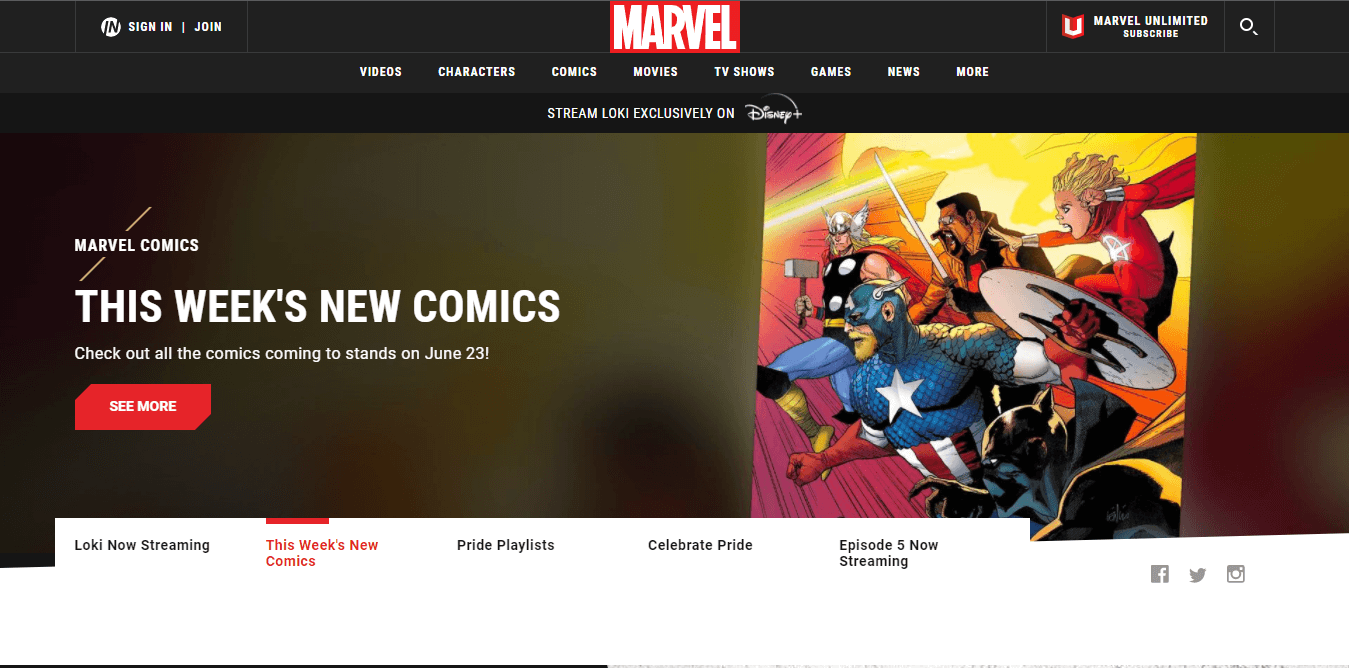 IN SIGN IN | JOIN
MARVEL
MARVEL UNLIMITED
SUBSCRIBE
VIDEOS CHARACTERS COMICS MOVIES TV SHOWS GAMES NEWS MORE
STREAM LOKI EXCLUSIVELY ON Disney+
MARVEL COMICS
THIS WEEK'S NEW COMICS
Check out all the comics coming to stands on June 23!
SEE MORE
Loki Now Streaming
This Week's New
Comics
Pride Playlists
Celebrate Pride
Episode 5 Now
Streaming